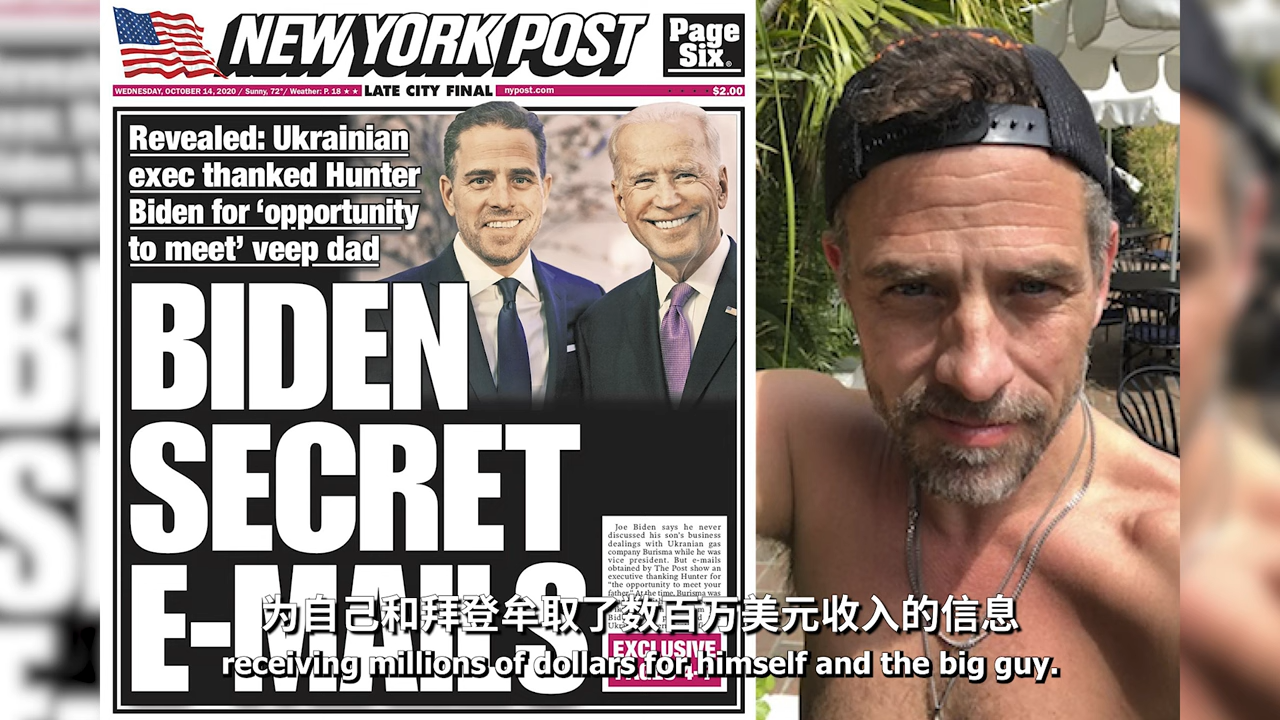 NEW YORK POST
Page
Six®
WEDNESDAY, OCTOBER 14, 2020 / Sunny, 72° / Weather: P. 18 ★★ LATE CITY FINAL nypost.com $2.00
Revealed: Ukrainian
exec thanked Hunter
Biden for ‘opportunity
to meet’ veep dad
BIDEN
SECRET
E-MAILS
Joe Biden says he never
discussed his son's business
dealings with Ukranian gas
company Burisma while he was
vice president. But e-mails
obtained by The Post show an
executive thanking Hunter for
“the opportunity to meet your
father.” At the time, Burisma was
EXCLUSIVE
为自己和拜登牟取了数百万美元收入的信息
receiving millions of dollars for himself and the big guy.